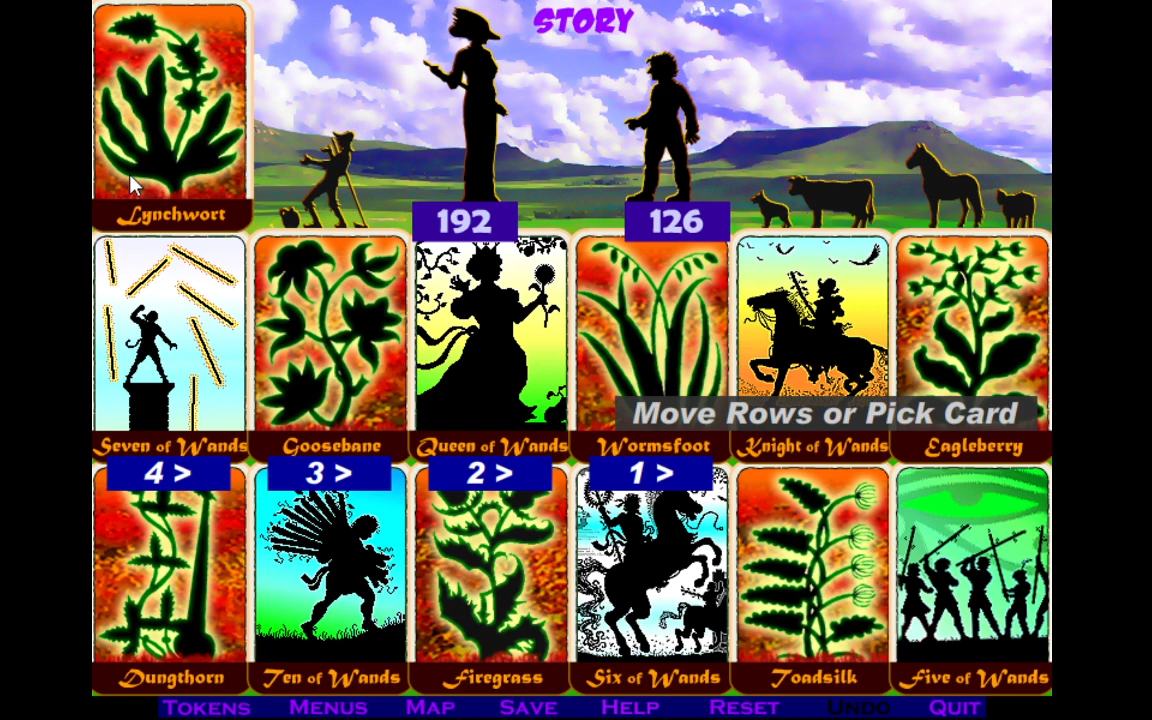 STORY
Lynchwort
192 126
Seven of Wands Goosebane Queen of Wands Wormsfoot Knight of Wands Eagleberry
Move Rows or Pick Card
4 > 3 > 2 > 1 >
Dungthorn Ten of Wands Firegrass Six of Wands Toadsilk Five of Wands
TOKENS MENUS MAP SAVE HELP RESET UNDO QUIT